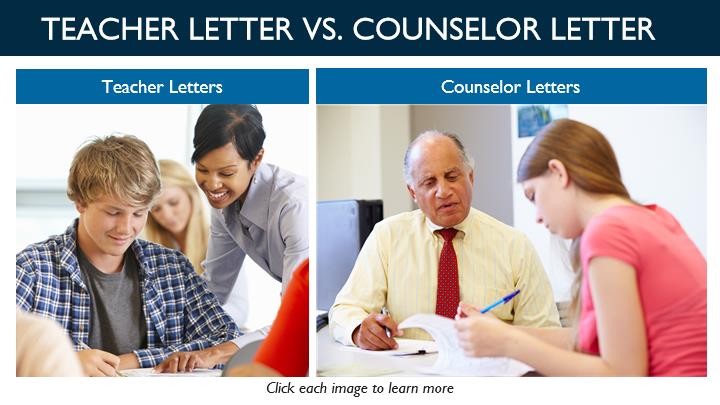 TEACHER LETTER VS. COUNSELOR LETTER
Teacher Letters
Counselor Letters
Click each image to learn more